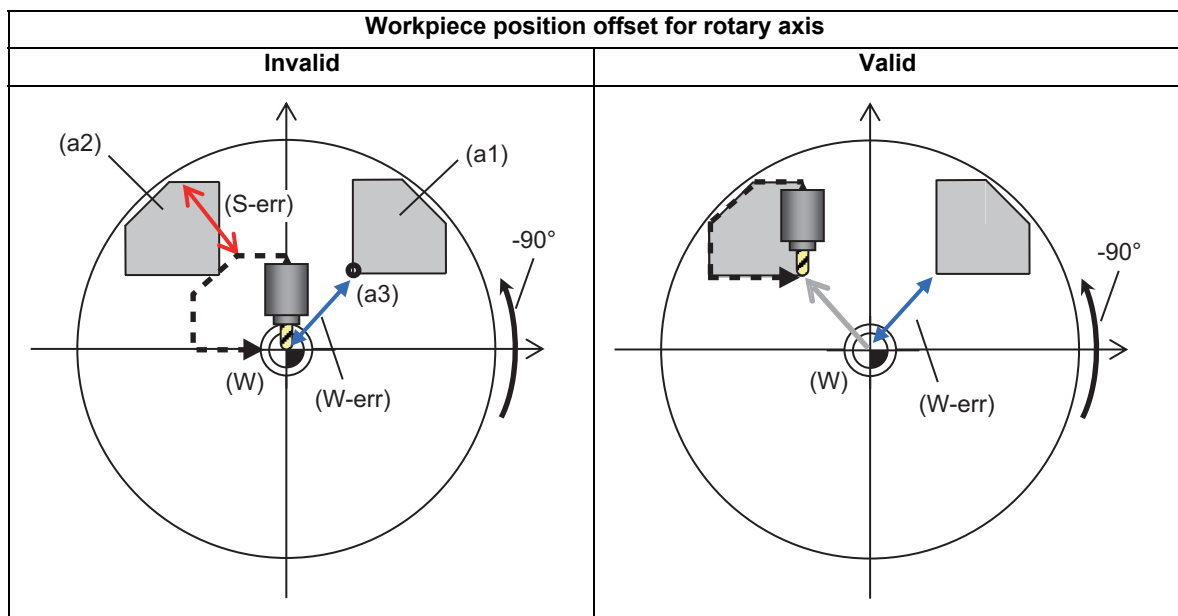 Workpiece position offset for rotary axis
Invalid
Valid
(a2)
(a1)
(S-err)
-90°
(a3)
(W)
(W-err)
-90°
(W)
(W-err)